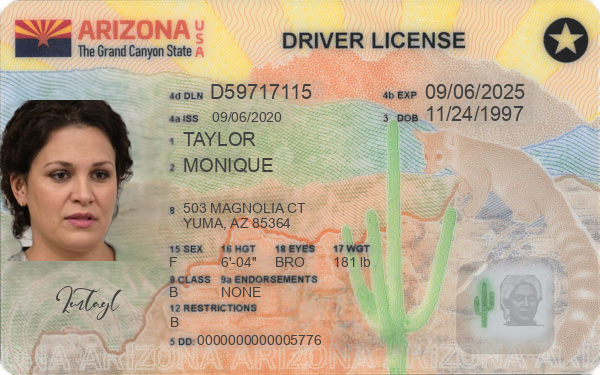 ARIZONA USA
The Grand Canyon State
DRIVER LICENSE
4d DLN D59717115
4b EXP 09/06/2025
4a ISS 09/06/2020
3 DOB 11/24/1997
1 TAYLOR
2 MONIQUE
8 503 MAGNOLIA CT
YUMA, AZ 85364
15 SEX 16 HGT 18 EYES 17 WGT
F 6'-04" BRO 181 lb
9 CLASS 9a ENDORSEMENTS
B NONE
12 RESTRICTIONS
B
5 DD: 0000000000005776
ARIZONA ARIZONA ARIZONA ARIZONA